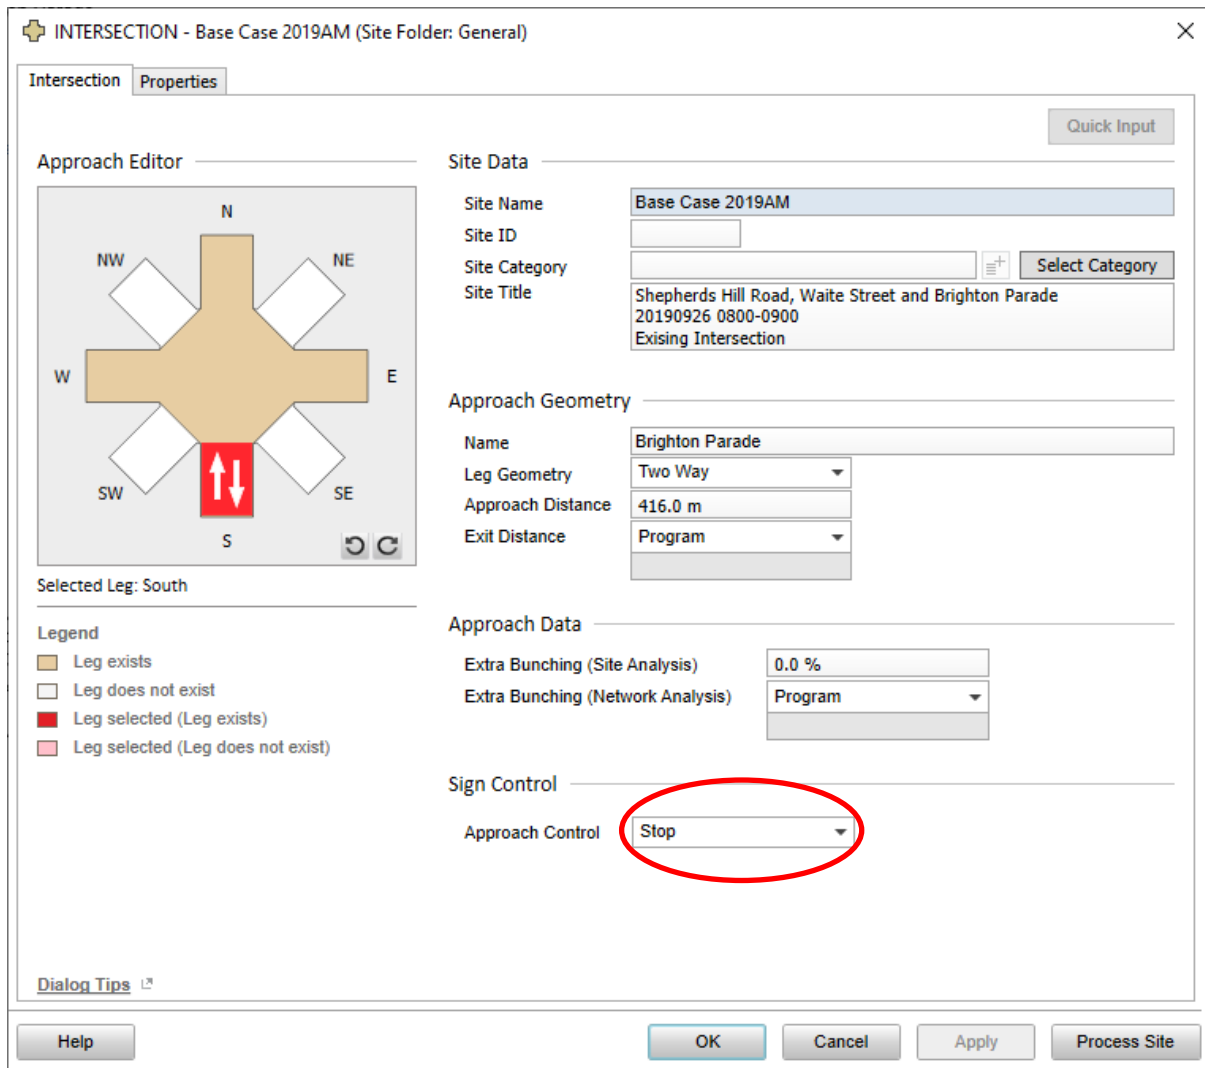 INTERSECTION - Base Case 2019AM (Site Folder: General)
Intersection Properties
Quick Input
Approach Editor
N
NW NE
W E
SW SE
S
Selected Leg: South
Legend
Leg exists
Leg does not exist
Leg selected (Leg exists)
Leg selected (Leg does not exist)
Site Data
Site Name Base Case 2019AM
Site ID
Site Category Select Category
Site Title Shepherds Hill Road, Waite Street and Brighton Parade
20190926 0800-0900
Exising Intersection
Approach Geometry
Name Brighton Parade
Leg Geometry Two Way
Approach Distance 416.0 m
Exit Distance Program
Approach Data
Extra Bunching (Site Analysis) 0.0 %
Extra Bunching (Network Analysis) Program
Sign Control
Approach Control Stop
Dialog Tips
Help OK Cancel Apply Process Site